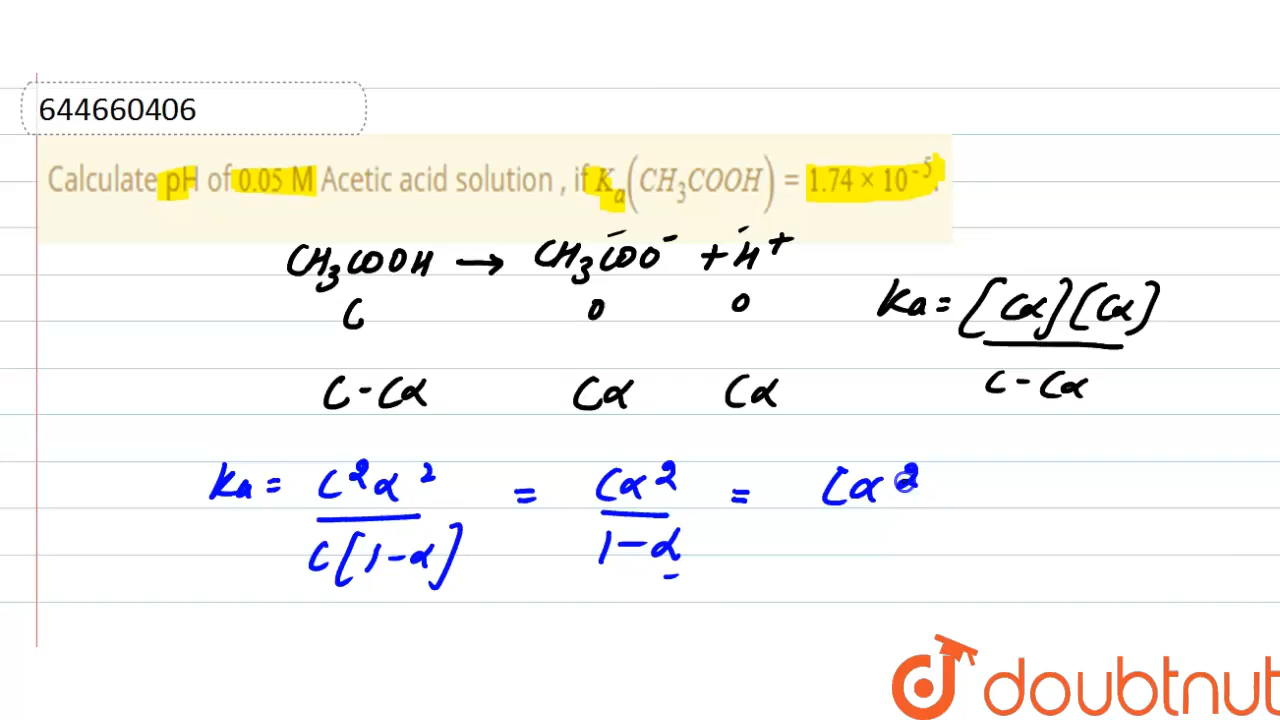 644660406
Calculate pH of 0.05 M Acetic acid solution , if Kₐ(CH₃COOH) = 1.74 × 10⁻⁵.
CH₃COOH → CH₃COO⁻ + H⁺
C 0 0
Ka = [Cα][Cα]
C - Cα
C - Cα Cα Cα
Ka = C²α² / C[1-α] = Cα² / 1-α = Cα²
doubtnut